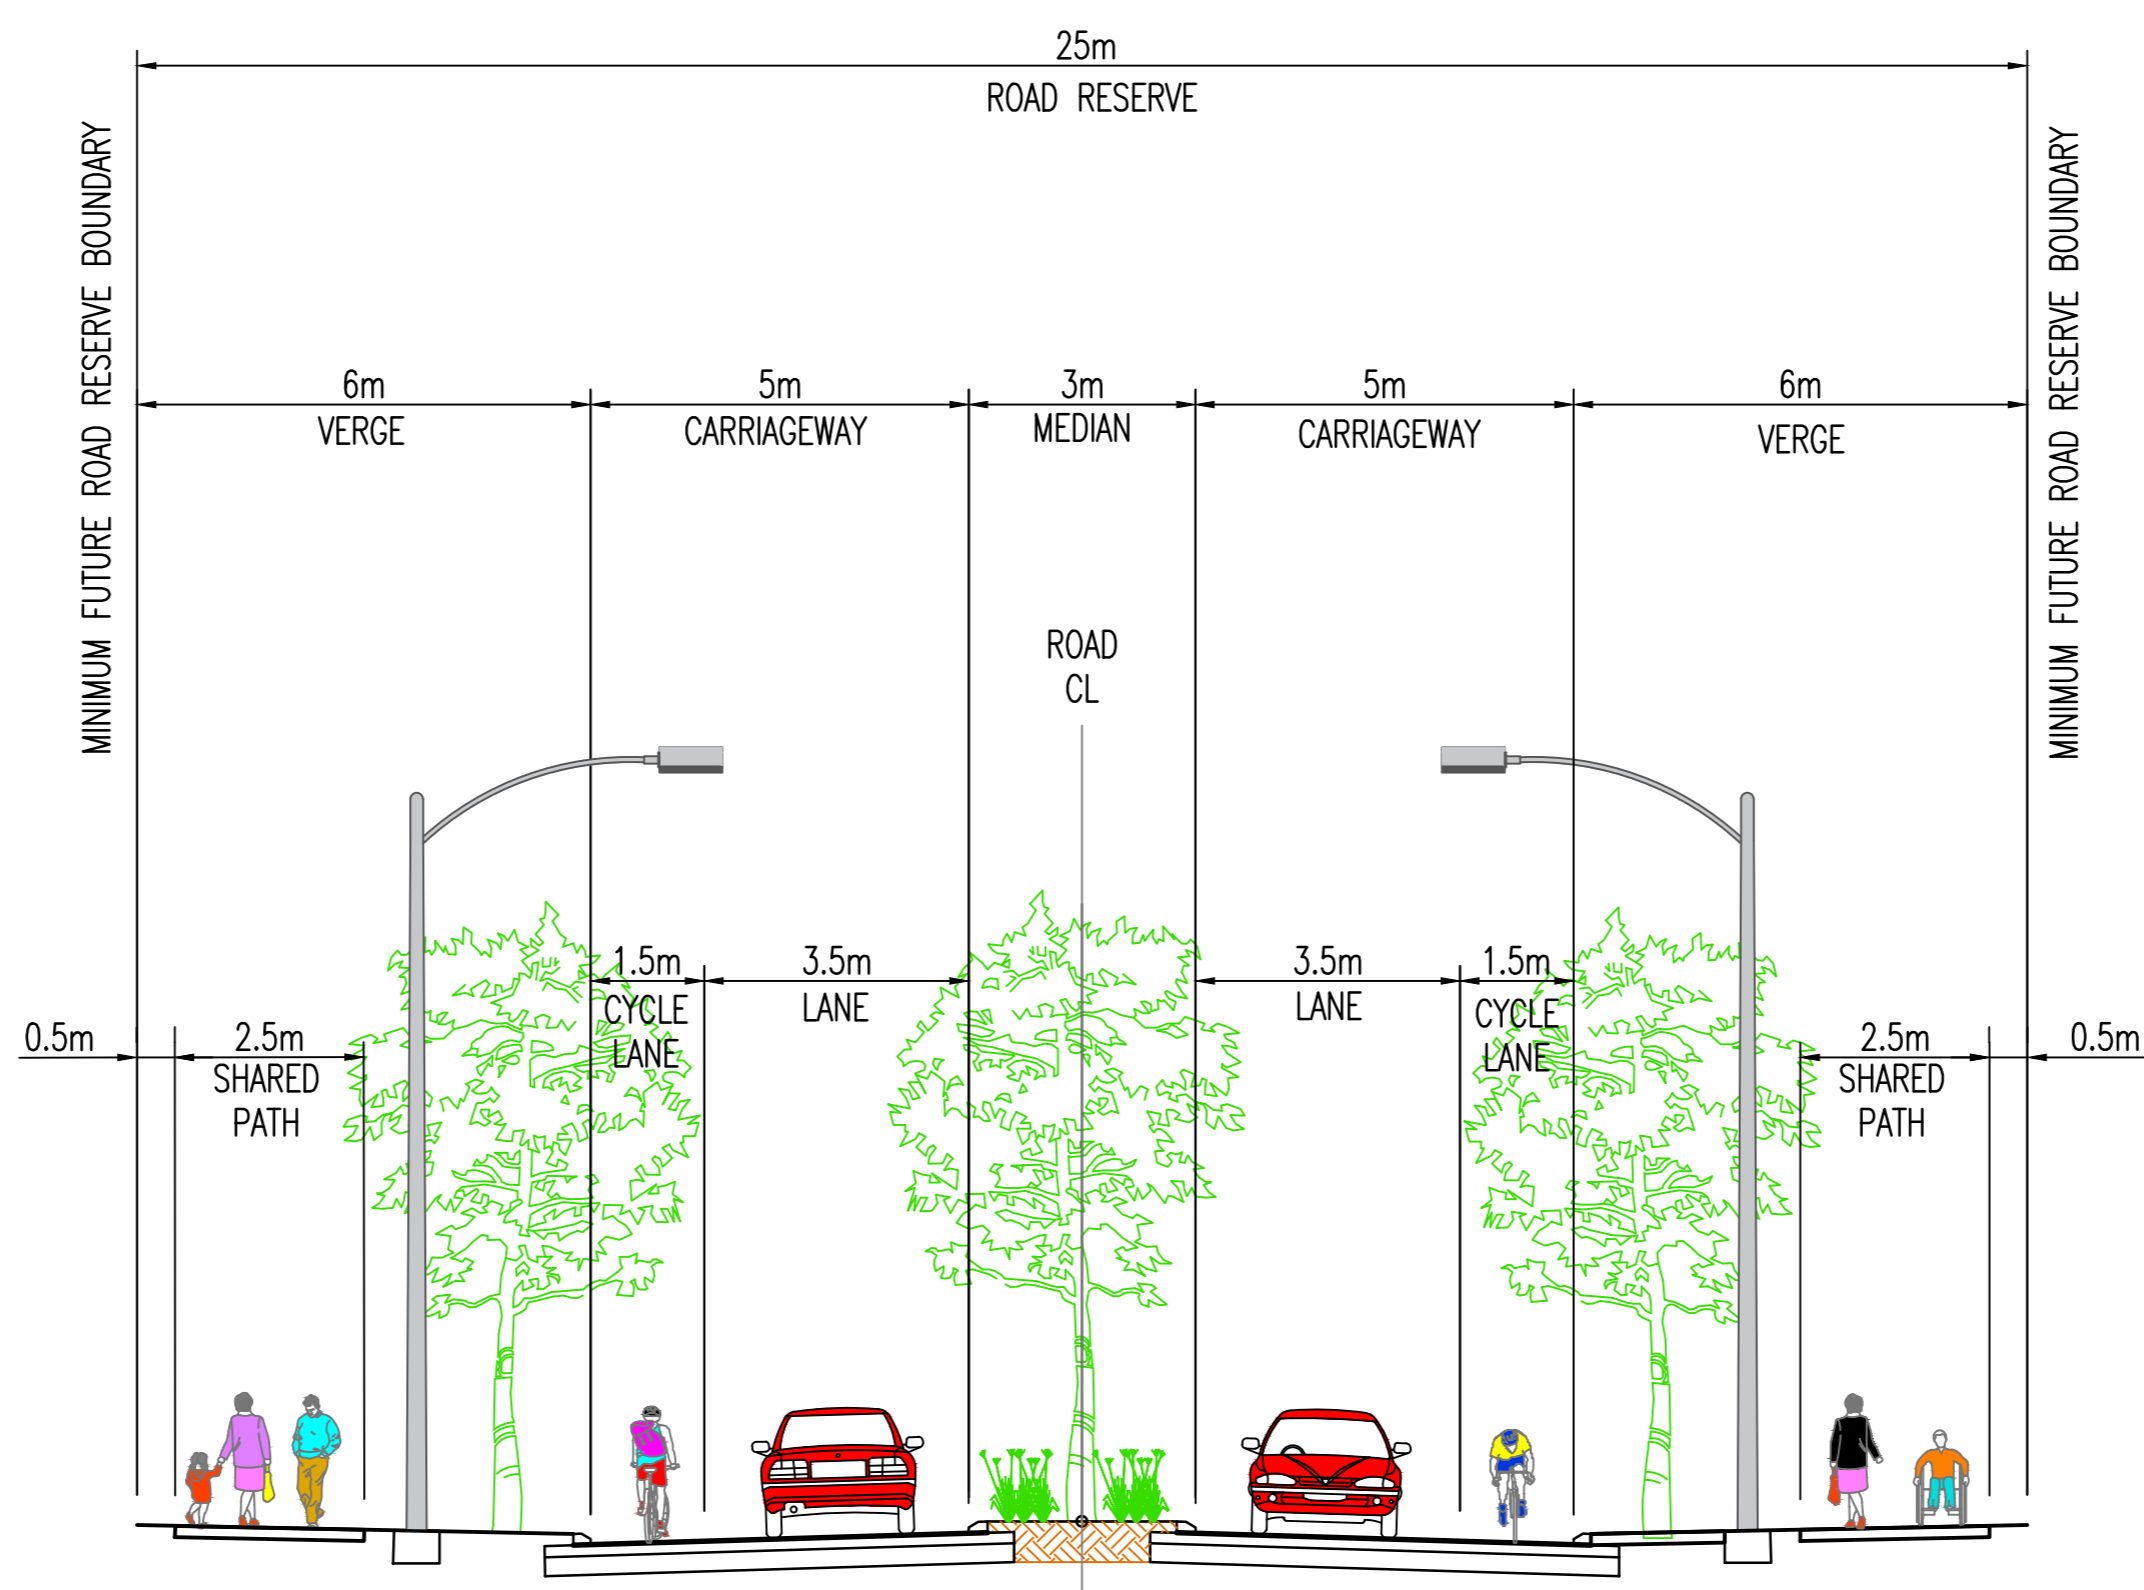 25m
ROAD RESERVE
MINIMUM FUTURE ROAD RESERVE BOUNDARY
MINIMUM FUTURE ROAD RESERVE BOUNDARY
6m
VERGE
5m
CARRIAGEWAY
3m
MEDIAN
5m
CARRIAGEWAY
6m
VERGE
ROAD
CL
1.5m
CYCLE
LANE
3.5m
LANE
3.5m
LANE
1.5m
CYCLE
LANE
0.5m
2.5m
SHARED
PATH
2.5m
SHARED
PATH
0.5m